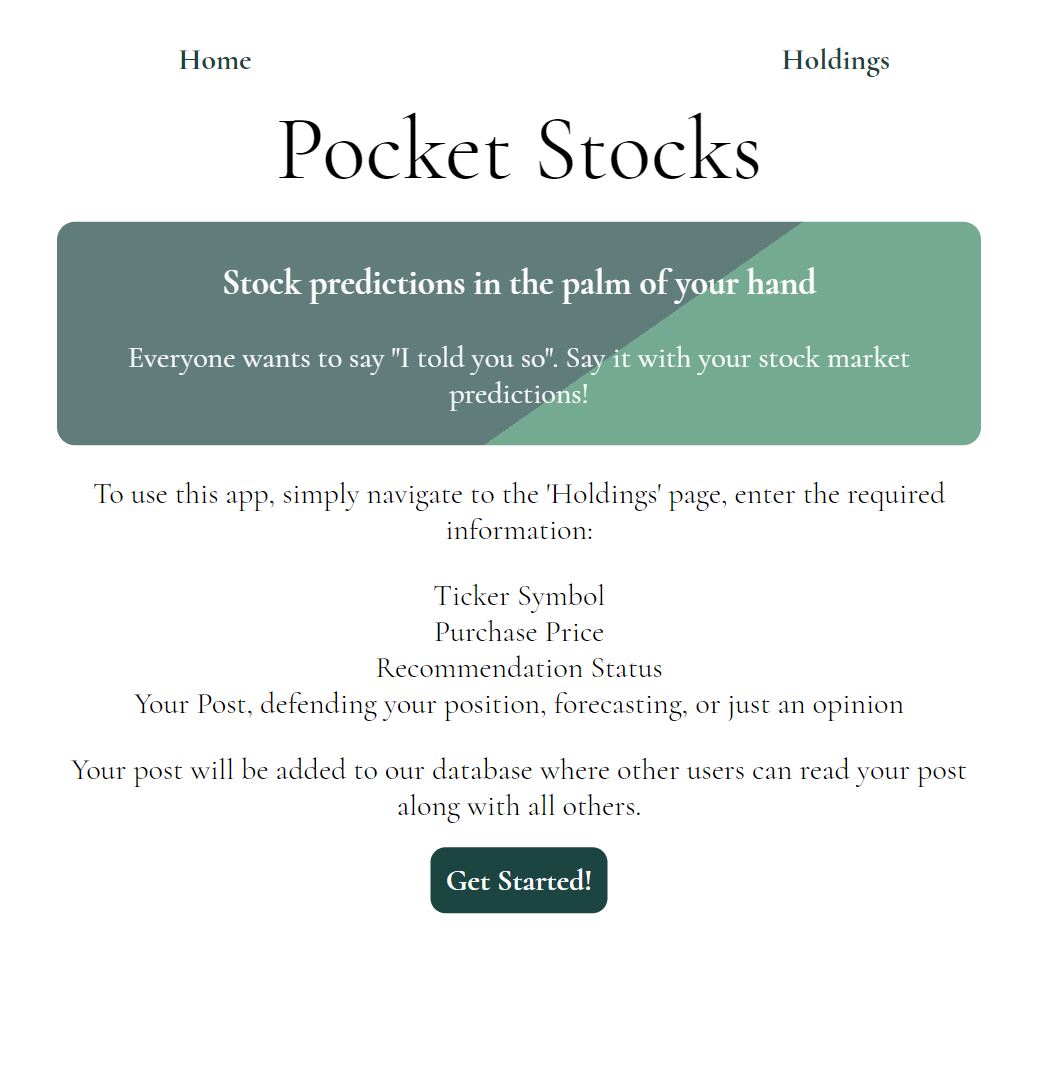 Home
Holdings
Pocket Stocks
Stock predictions in the palm of your hand
Everyone wants to say "I told you so". Say it with your stock market
predictions!
To use this app, simply navigate to the 'Holdings' page, enter the required
information:
Ticker Symbol
Purchase Price
Recommendation Status
Your Post, defending your position, forecasting, or just an opinion
Your post will be added to our database where other users can read your post
along with all others.
Get Started!